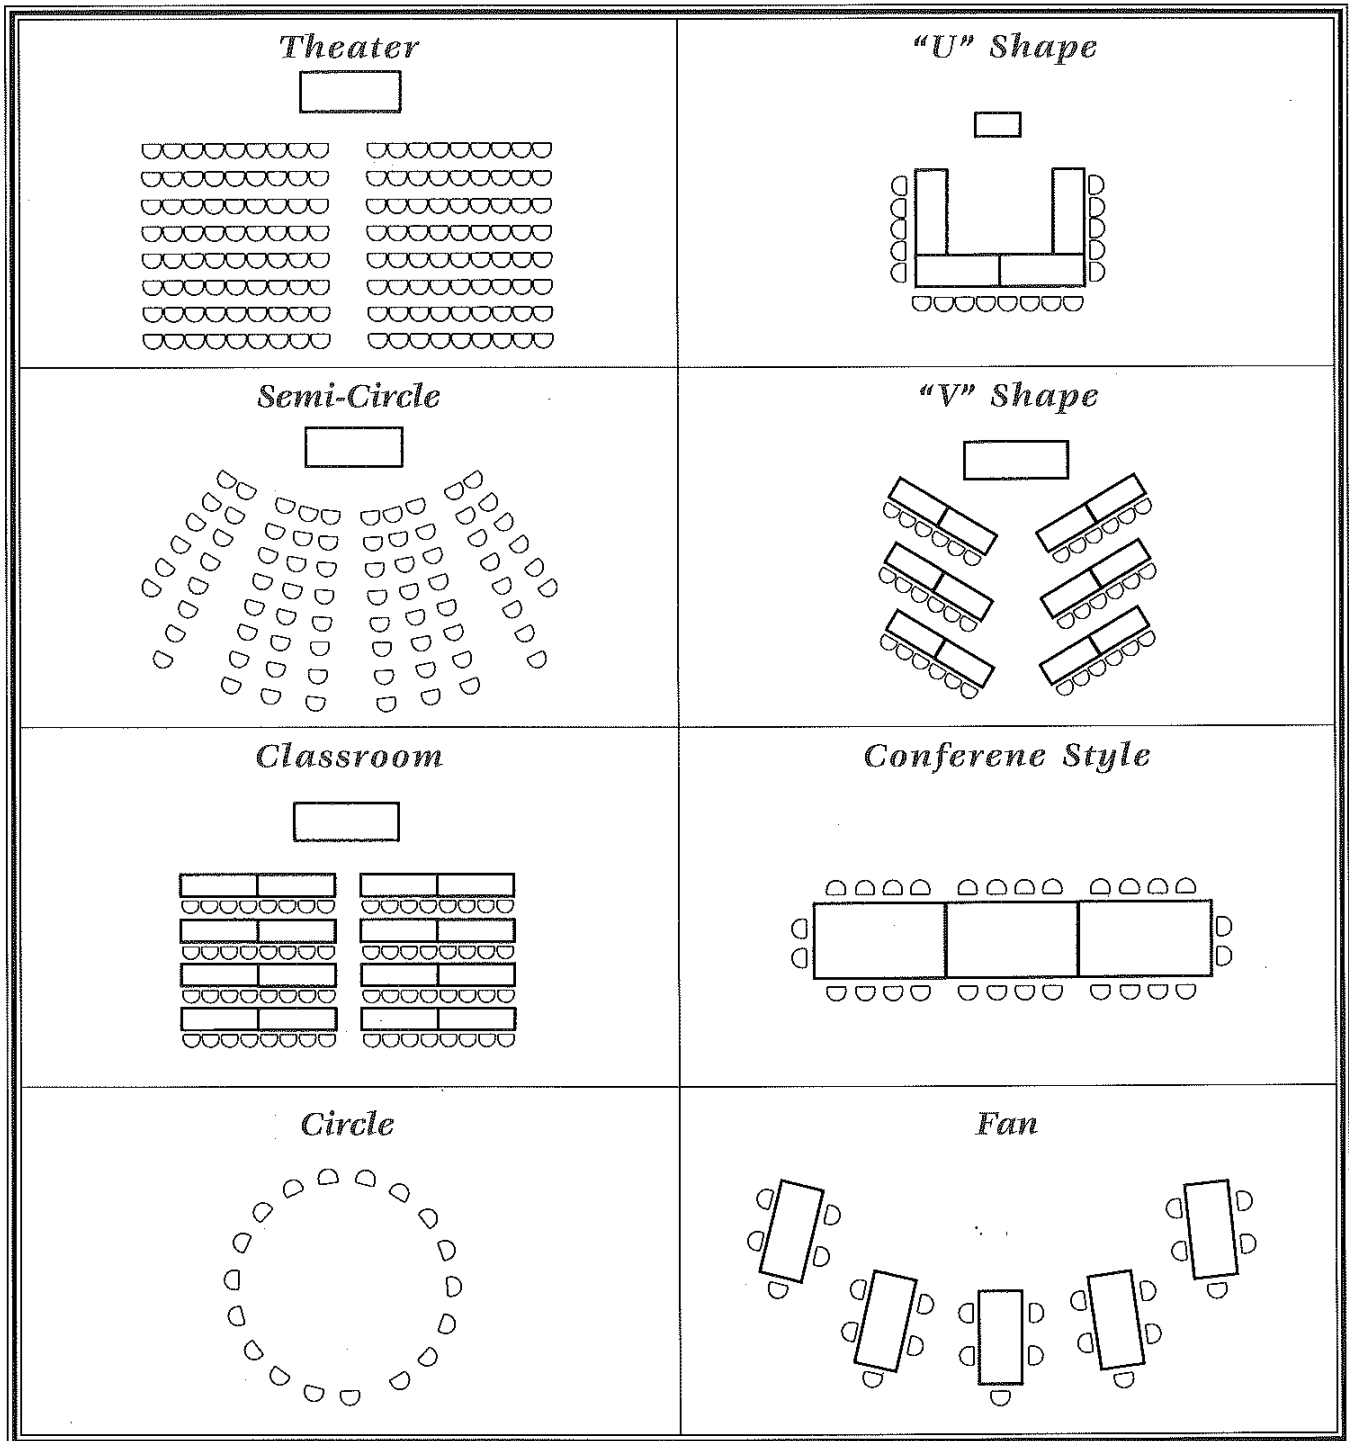 Theater
"U" Shape
Semi-Circle
"V" Shape
Classroom
Conferene Style
Circle
Fan